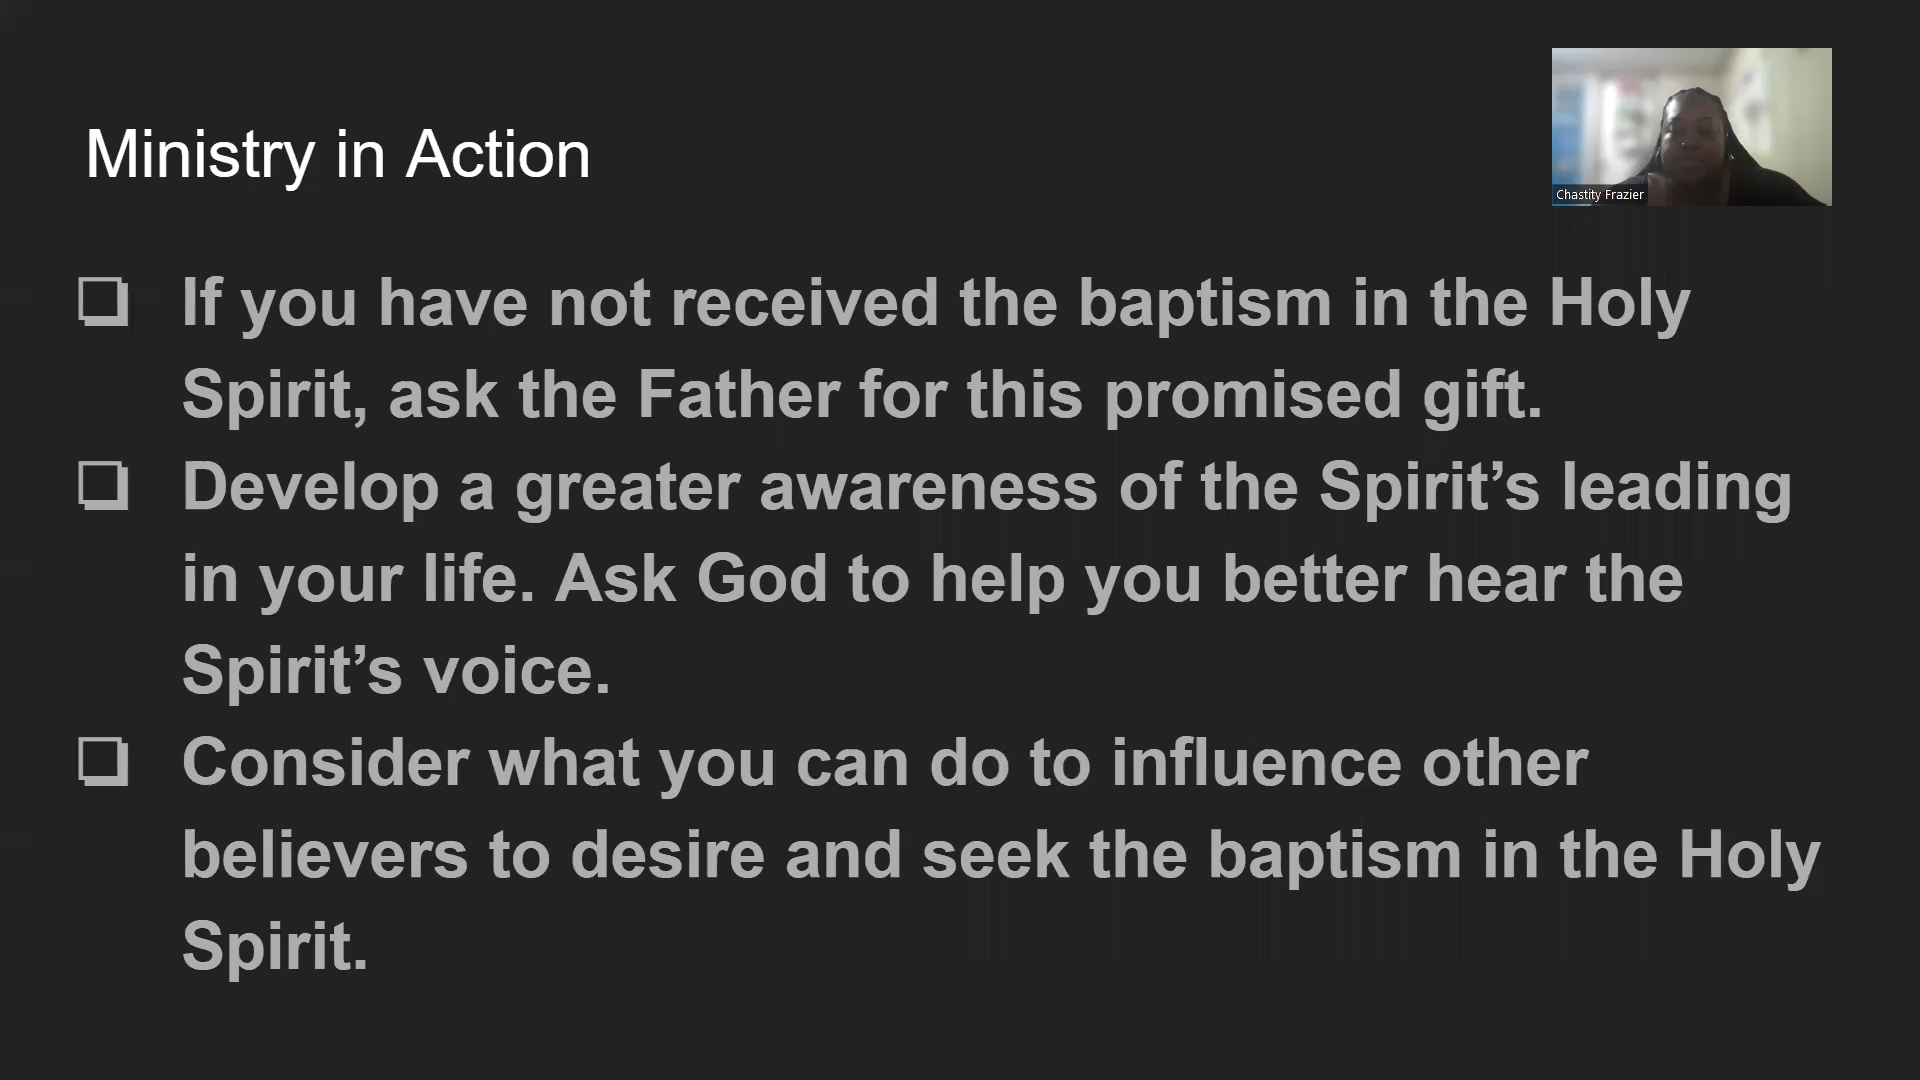 Ministry in Action
Chastity Frazier
❏ If you have not received the baptism in the Holy
Spirit, ask the Father for this promised gift.
❏ Develop a greater awareness of the Spirit’s leading
in your life. Ask God to help you better hear the
Spirit’s voice.
❏ Consider what you can do to influence other
believers to desire and seek the baptism in the Holy
Spirit.